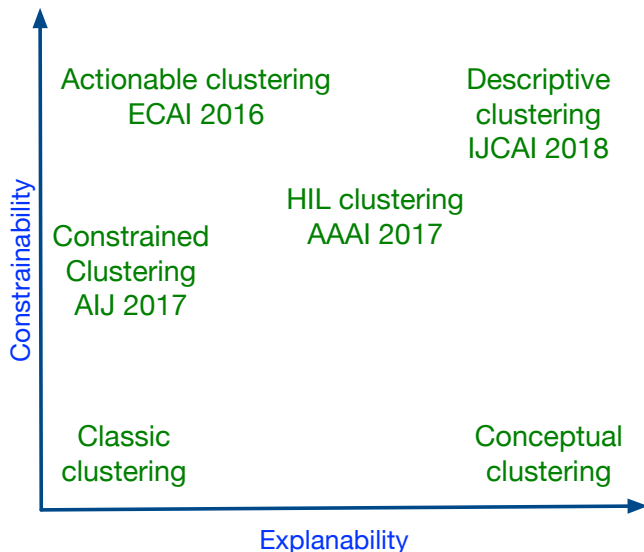 Actionable clustering
ECAI 2016
Descriptive
clustering
IJCAI 2018
HIL clustering
AAAI 2017
Constrained
Clustering
AIJ 2017
Constrainability
Classic
clustering
Conceptual
clustering
Explanability